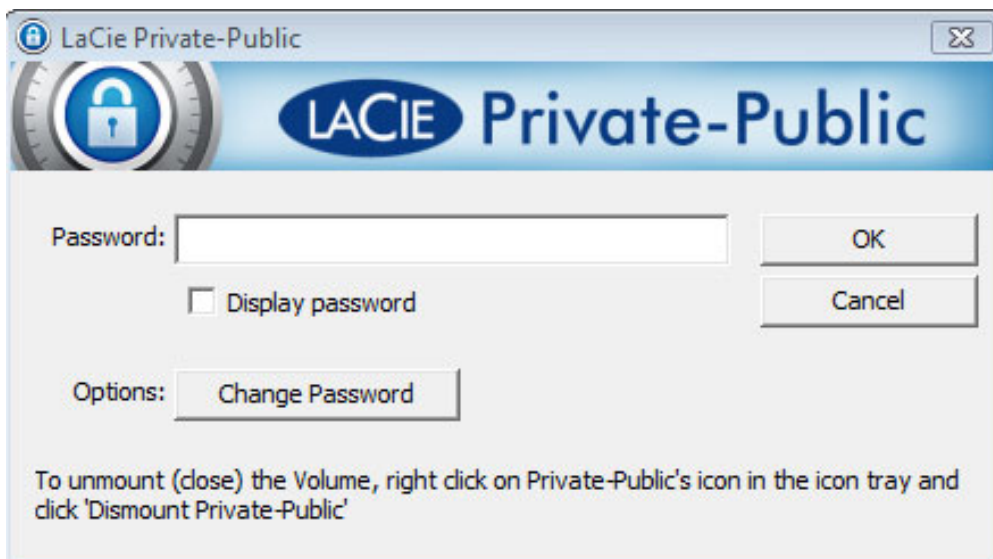 LaCie Private-Public
LACIE Private-Public
Password:
OK
Display password
Cancel
Options:
Change Password
To unmount (close) the Volume, right click on Private-Public's icon in the icon tray and
click 'Dismount Private-Public'